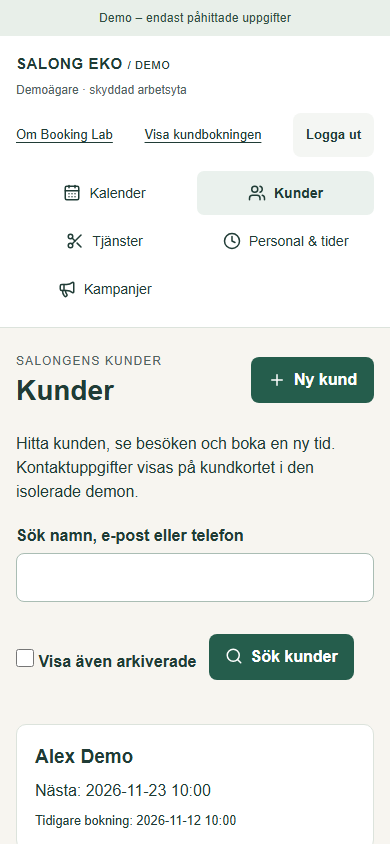 Demo – endast påhittade uppgifter
SALONG EKO / DEMO
Demoägare · skyddad arbetsyta
Om Booking Lab
Visa kundbokningen
Logga ut
Kalender
Kunder
Tjänster
Personal & tider
Kampanjer
SALONGENS KUNDER
Kunder
Ny kund
Hitta kunden, se besöken och boka en ny tid.
Kontaktuppgifter visas på kundkortet i den
isolerade demon.
Sök namn, e-post eller telefon
Visa även arkiverade
Sök kunder
Alex Demo
Nästa: 2026-11-23 10:00
Tidigare bokning: 2026-11-12 10:00